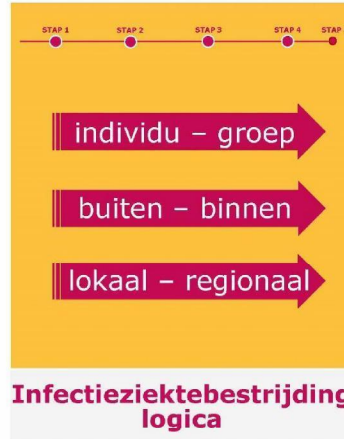 STAP 1 STAP 2 STAP 3 STAP 4 STAP
individu – groep
buiten – binnen
lokaal – regionaal
Infectieziektebestrijding
logica